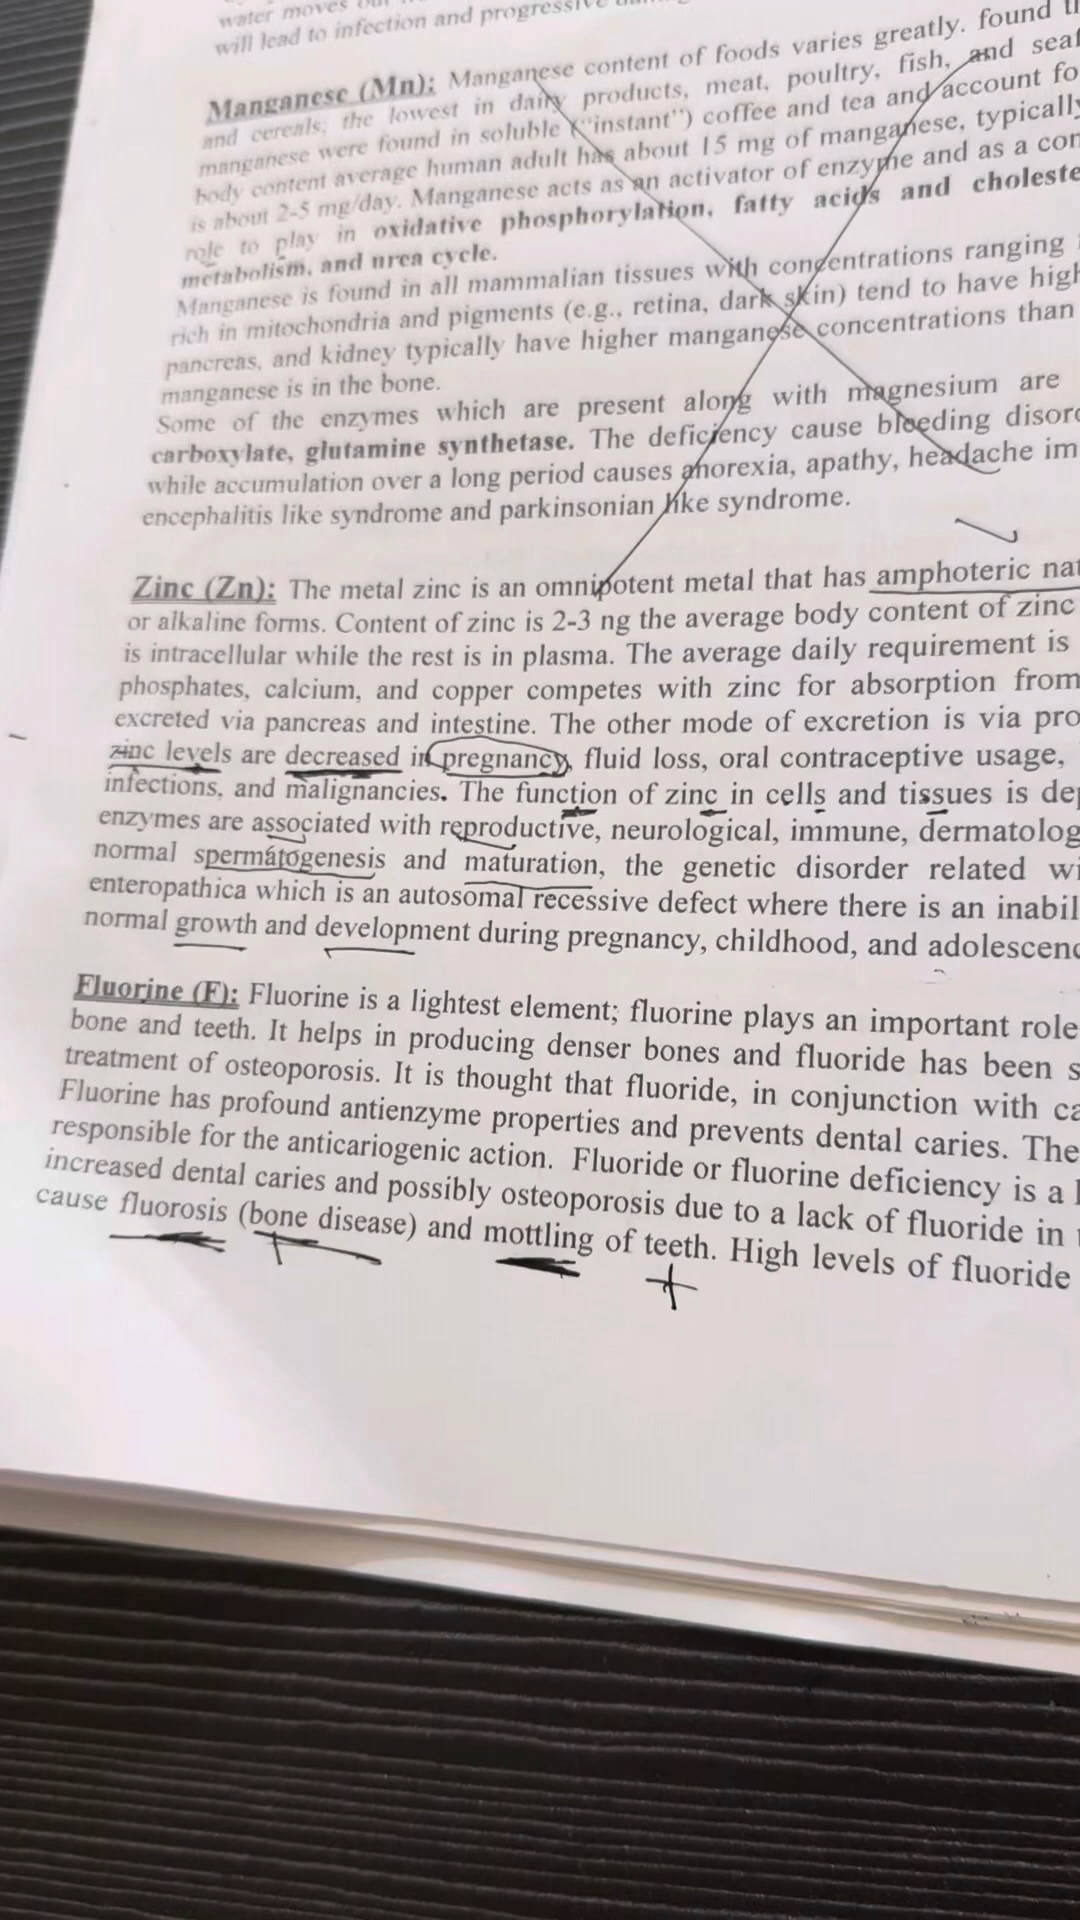 water moves
will lead to infection and progressive
Manganese (Mn): Manganese content of foods varies greatly. found
and cereals; the lowest in dairy products, meat, poultry, fish, and
manganese were found in soluble ("instant") coffee and tea and account
body content average human adult has about 15 mg of manganese, typically
is about 2-5 mg/day. Manganese acts as an activator of enzyme and as a
role to play in oxidative phosphorylation, fatty acids and
metabolism, and urea cycle.
Manganese is found in all mammalian tissues with concentrations ranging
rich in mitochondria and pigments (e.g., retina, dark skin) tend to have
pancreas, and kidney typically have higher manganese concentrations than
manganese is in the bone.
Some of the enzymes which are present along with magnesium are
carboxylate, glutamine synthetase. The deficiency cause bleeding
while accumulation over a long period causes anorexia, apathy, headache
encephalitis like syndrome and parkinsonian like syndrome.
Zinc (Zn): The metal zinc is an omnipotent metal that has amphoteric
or alkaline forms. Content of zinc is 2-3 ng the average body content of zinc
is intracellular while the rest is in plasma. The average daily requirement is
phosphates, calcium, and copper competes with zinc for absorption from
excreted via pancreas and intestine. The other mode of excretion is via
zinc levels are decreased in pregnancy, fluid loss, oral contraceptive usage,
infections, and malignancies. The function of zinc in cells and tissues is
enzymes are associated with reproductive, neurological, immune,
normal spermatogenesis and maturation, the genetic disorder related
enteropathica which is an autosomal recessive defect where there is an
normal growth and development during pregnancy, childhood, and
Fluorine (F): Fluorine is a lightest element; fluorine plays an important role
bone and teeth. It helps in producing denser bones and fluoride has been
treatment of osteoporosis. It is thought that fluoride, in conjunction with
Fluorine has profound antienzyme properties and prevents dental caries. The
responsible for the anticariogenic action. Fluoride or fluorine deficiency is a
increased dental caries and possibly osteoporosis due to a lack of fluoride in
cause fluorosis (bone disease) and mottling of teeth. High levels of fluoride